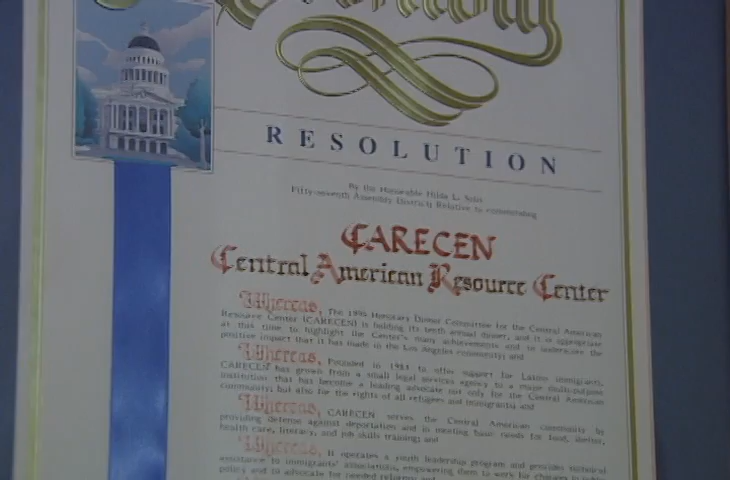 RESOLUTION
By the Honorable Hilda L. Solis
Fifty-seventh Assembly District; Relative to commending
CARECEN
Central American Resource Center
Whereas, The 1995 Honorary Dinner Committee for the Central American
Resource Center (CARECEN) is holding its tenth annual dinner, and it is appropriate
at this time to highlight the Center's many achievements and to underscore the
positive impact that it has made in the Los Angeles community; and
Whereas, Founded in 1983 to offer support for Latino immigrants,
CARECEN has grown from a small legal services agency to a major multi-purpose
institution that has become a leading advocate not only for the Central American
community, but also for the rights of all refugees and immigrants; and
Whereas, CARECEN serves the Central American community by
providing defense against deportation and in meeting basic needs for food, shelter,
health care, literacy, and job skills training; and
Whereas, It operates a youth leadership program and provides technical
assistance to immigrants' associations, empowering them to work for changes in
policy and to advocate for needed reforms; and